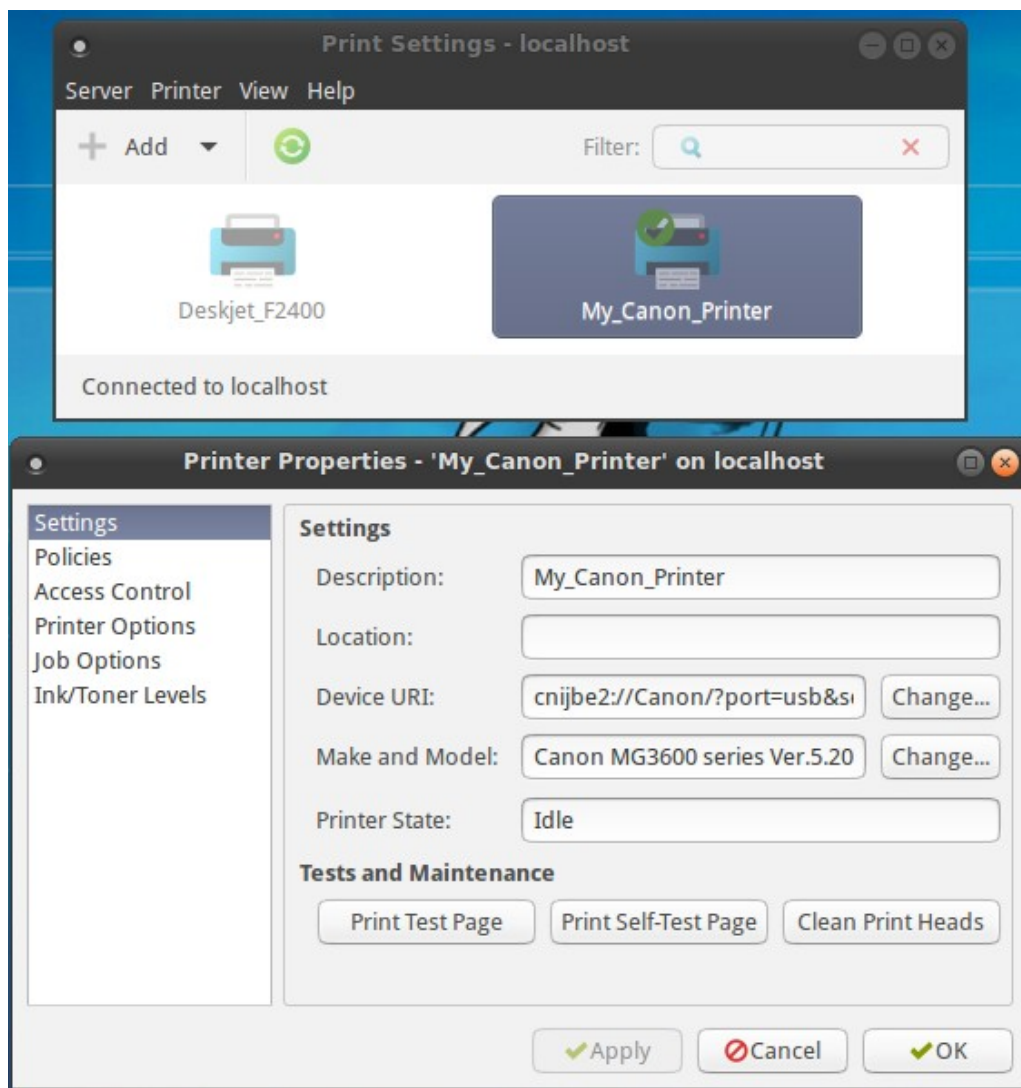 Print Settings - localhost
Server Printer View Help
Add Filter:
Deskjet_F2400 My_Canon_Printer
Connected to localhost
Printer Properties - 'My_Canon_Printer' on localhost
Settings
Policies
Access Control
Printer Options
Job Options
Ink/Toner Levels
Settings
Description: My_Canon_Printer
Location:
Device URI: cnijbe2://Canon/?port=usb&s Change...
Make and Model: Canon MG3600 series Ver.5.20 Change...
Printer State: Idle
Tests and Maintenance
Print Test Page Print Self-Test Page Clean Print Heads
Apply Cancel OK